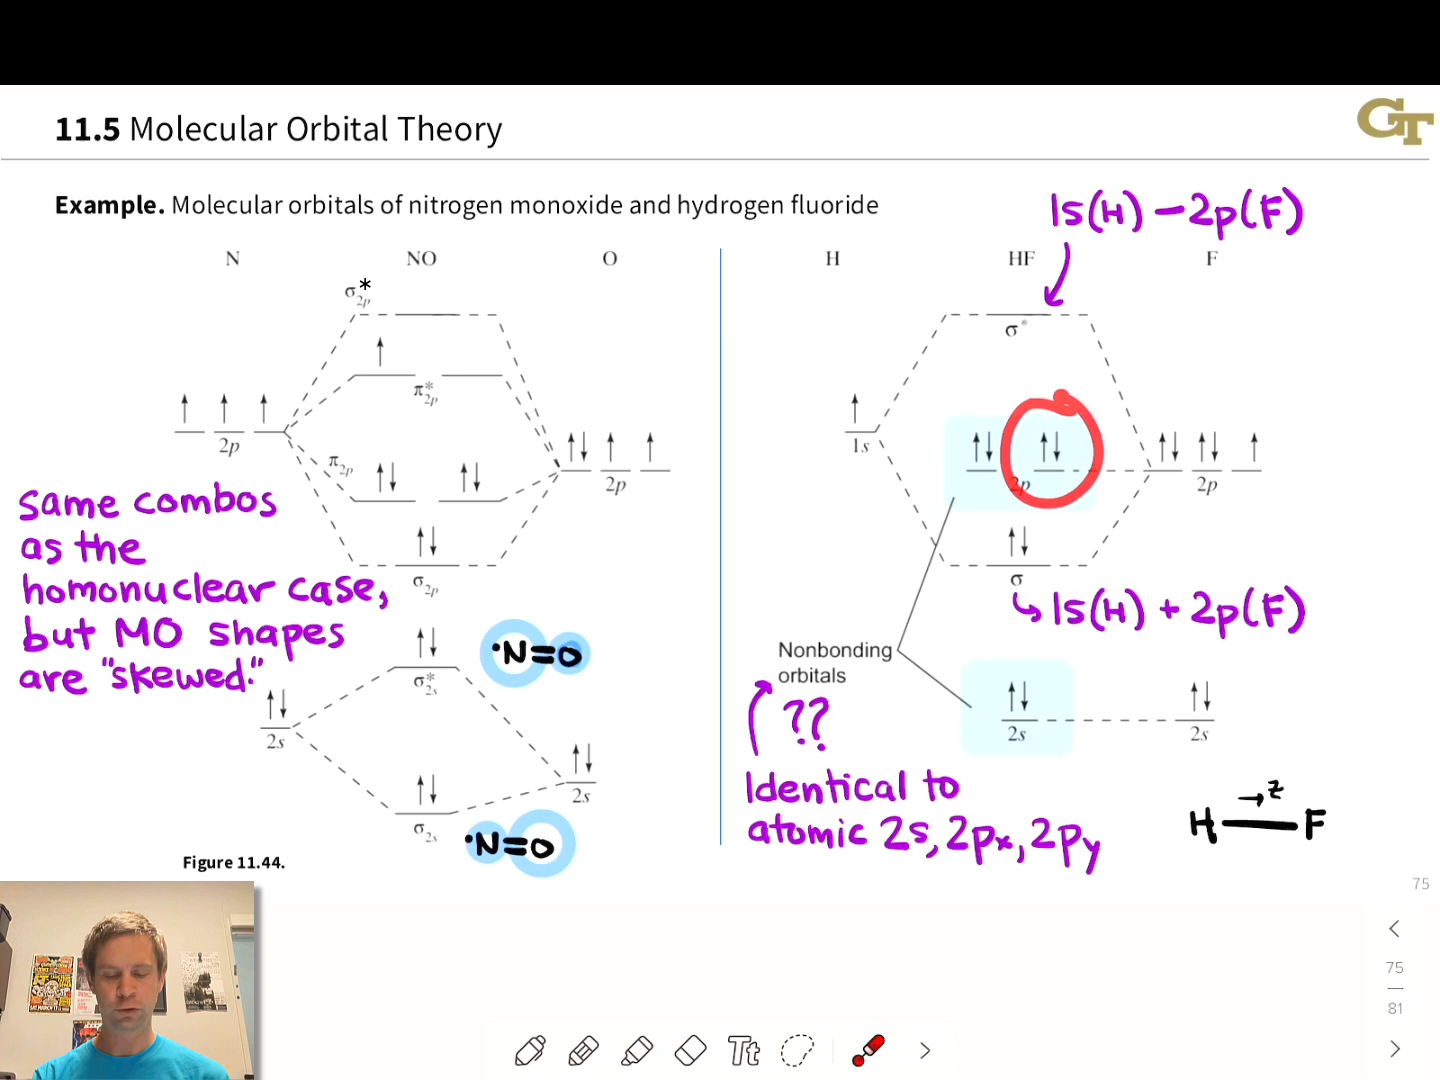 11.5 Molecular Orbital Theory
GT
Example. Molecular orbitals of nitrogen monoxide and hydrogen fluoride
1s(H) − 2p(F)
N NO O
H HF F
σ*2p
σ*
π*2p
2p
π2p
2p
1s
2p
2p
same combos
as the
homonuclear case,
but MO shapes
are "skewed."
σ2p
σ
1s(H) + 2p(F)
·N=O
σ*2s
2s
2s
σ2s
·N=O
Figure 11.44.
Nonbonding
orbitals
??
2s
2s
Identical to
atomic 2s, 2px, 2py
→z
H—F
75
75
81
Tt